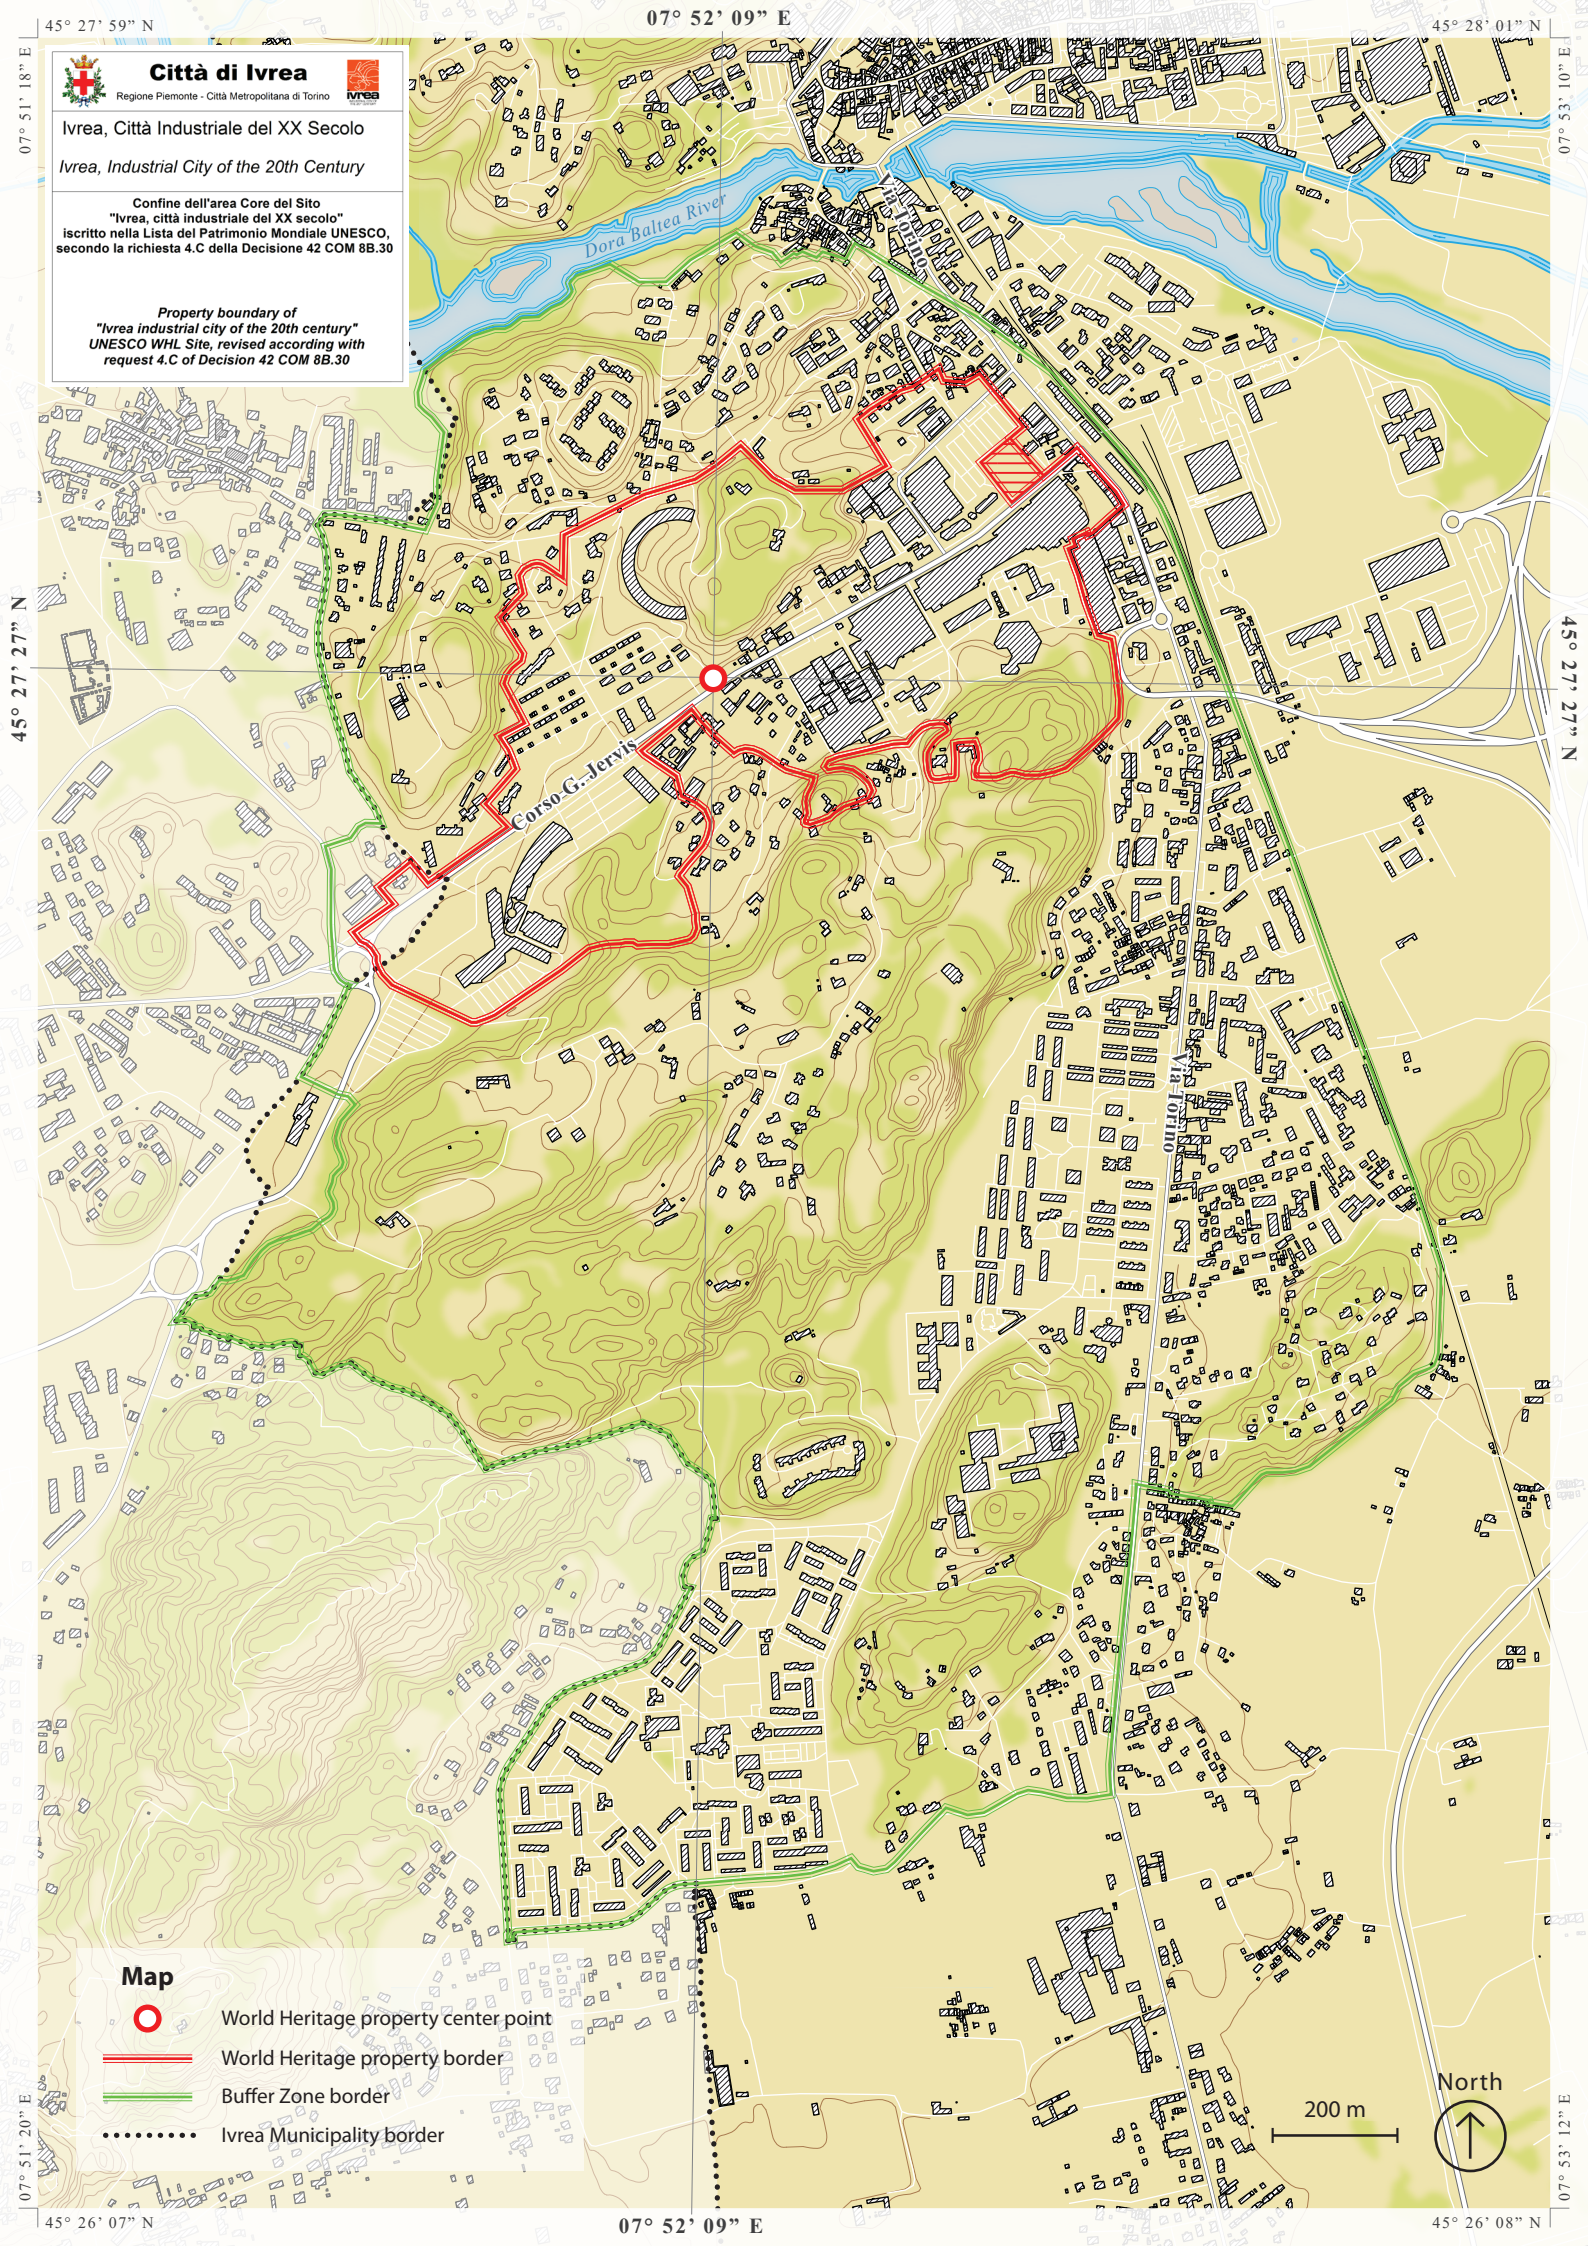 45° 27’ 59” N
07° 52’ 09” E
45° 28’ 01” N
07° 51’ 18” E
07° 53’ 10” E
Città di Ivrea
Regione Piemonte - Città Metropolitana di Torino
IVREA
Ivrea, Città Industriale del XX Secolo
Ivrea, Industrial City of the 20th Century
Confine dell'area Core del Sito
"Ivrea, città industriale del XX secolo"
iscritto nella Lista del Patrimonio Mondiale UNESCO,
secondo la richiesta 4.C della Decisione 42 COM 8B.30
Property boundary of
"Ivrea industrial city of the 20th century"
UNESCO WHL Site, revised according with
request 4.C of Decision 42 COM 8B.30
Dora Baltea River
Via Torino
45° 27’ 27” N
45° 27’ 27” N
Corso G. Jervis
Via Torino
Map
World Heritage property center point
World Heritage property border
Buffer Zone border
Ivrea Municipality border
200 m
North
07° 51’ 20” E
07° 53’ 12” E
45° 26’ 07” N
07° 52’ 09” E
45° 26’ 08” N